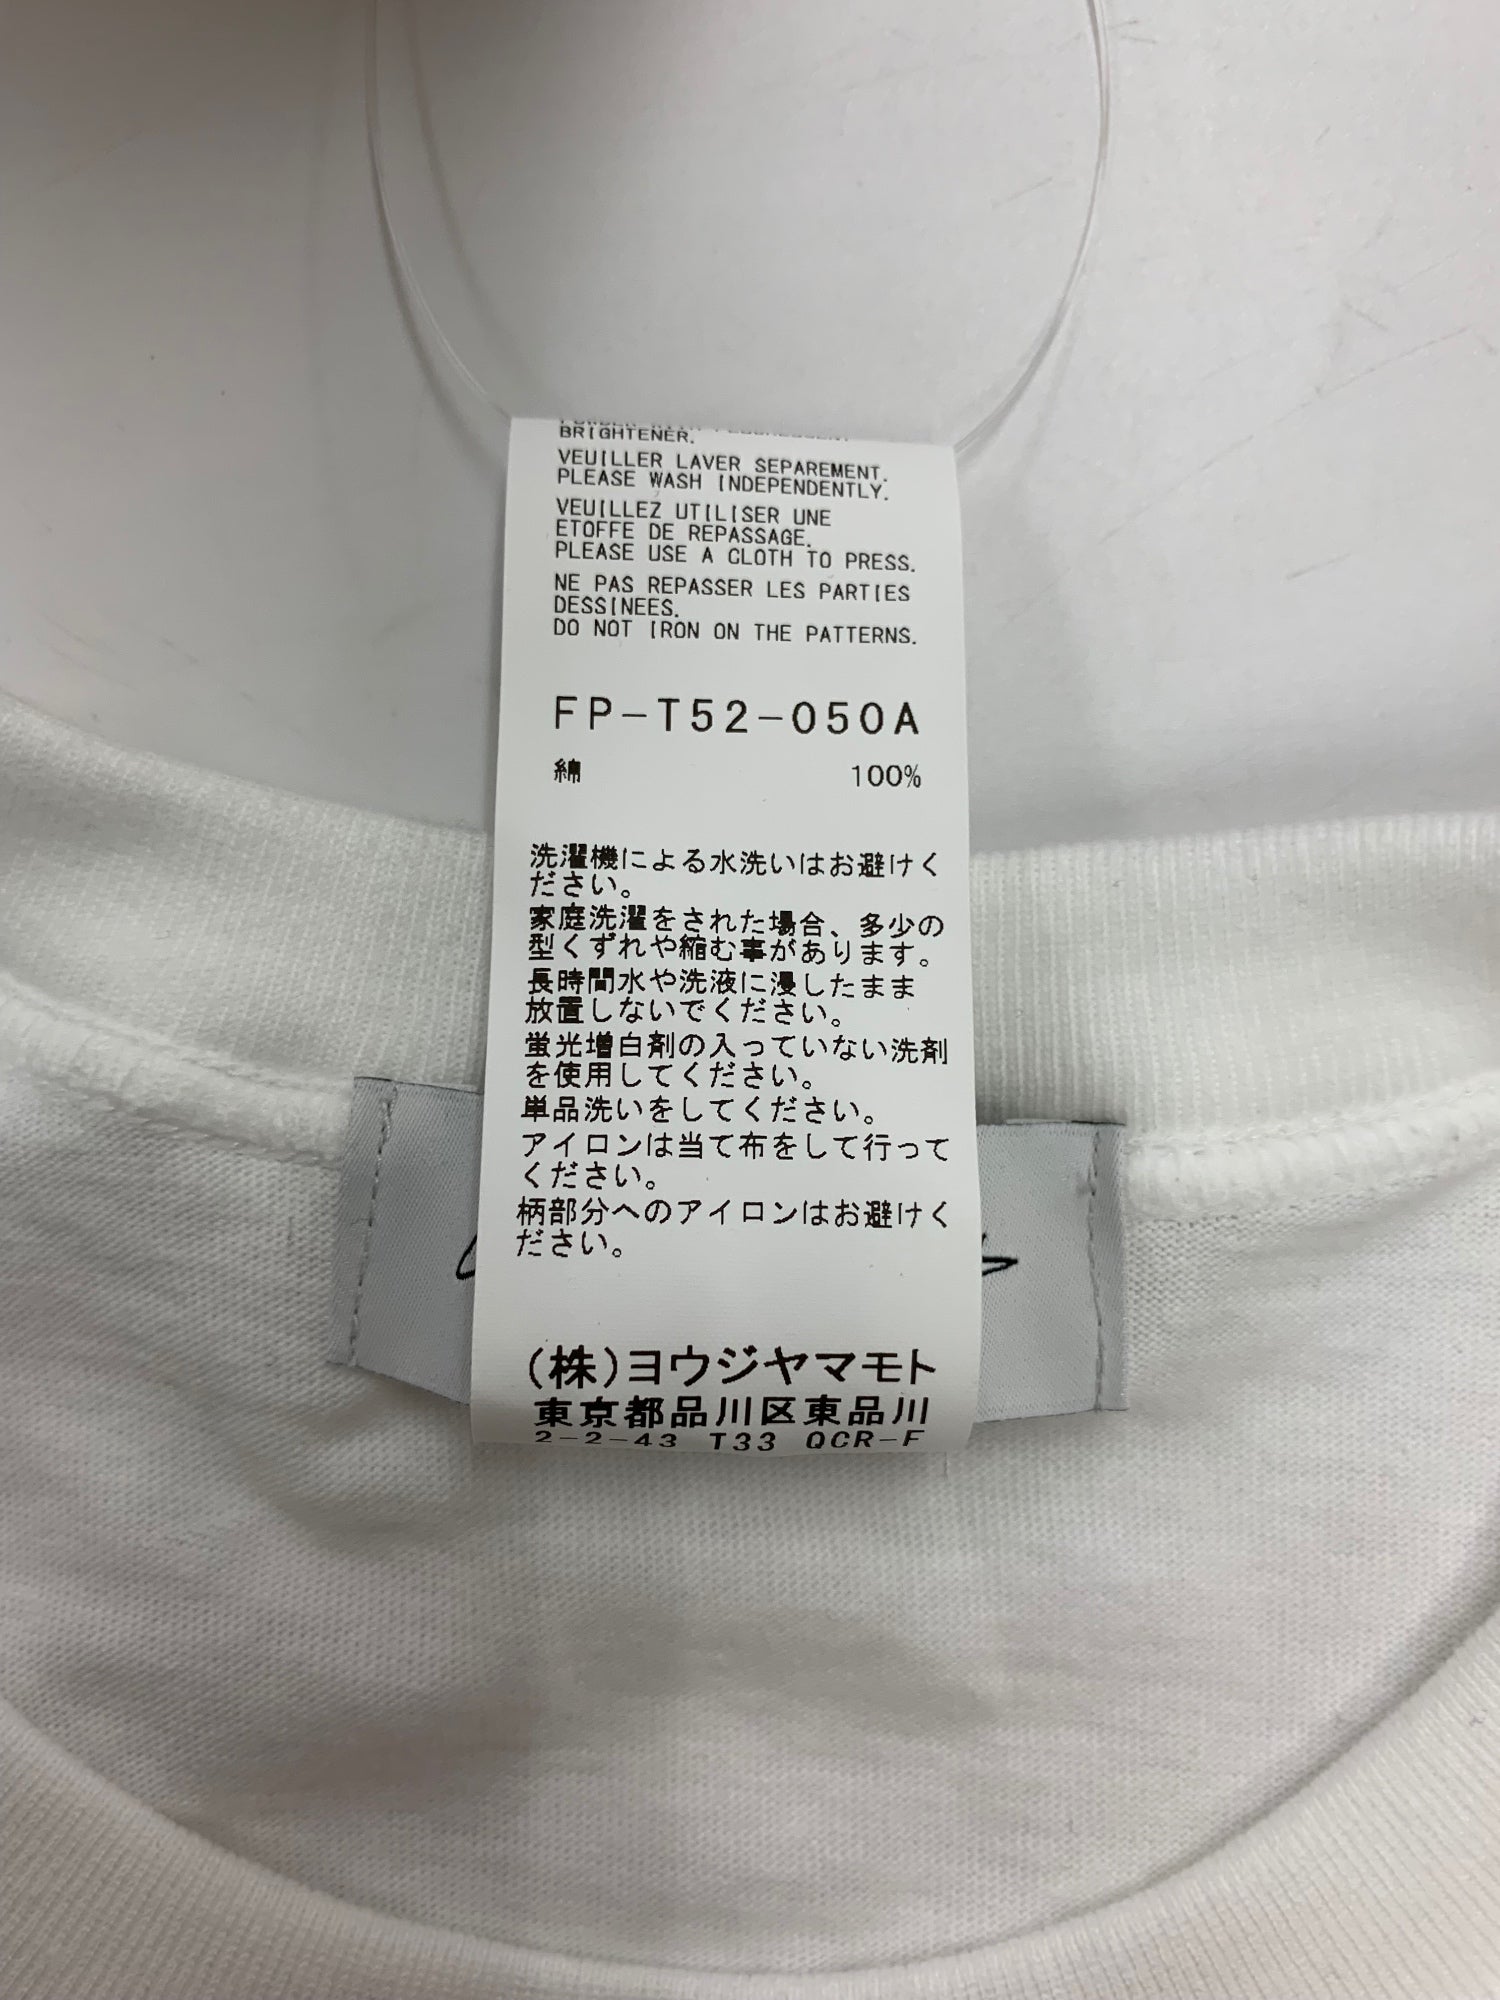 BRIGHTENER.
VEUILLER LAVER SEPAREMENT.
PLEASE WASH INDEPENDENTLY.
VEUILLEZ UTILISER UNE
ETOFFE DE REPASSAGE.
PLEASE USE A CLOTH TO PRESS.
NE PAS REPASSER LES PARTIES
DESSINEES.
DO NOT IRON ON THE PATTERNS.
FP-T52-050A
綿 100%
洗濯機による水洗いはお避けく
ださい。
家庭洗濯をされた場合、多少の
型くずれや縮む事があります。
長時間水や洗液に浸したまま
放置しないでください。
蛍光増白剤の入っていない洗剤
を使用してください。
単品洗いをしてください。
アイロンは当て布をして行って
ください。
柄部分へのアイロンはお避けく
ださい。
(株)ヨウジヤマモト
東京都品川区東品川
2-2-43 T33 QCR-F